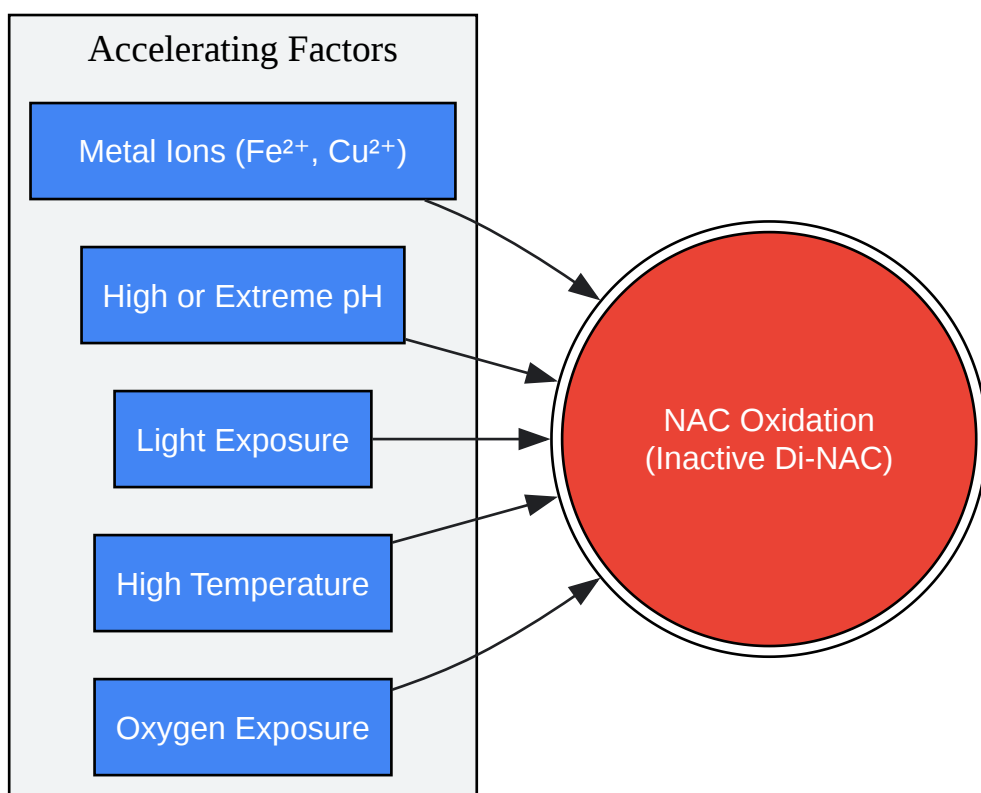 Accelerating Factors
Metal Ions (Fe²⁺, Cu²⁺)
High or Extreme pH
Light Exposure
High Temperature
Oxygen Exposure
NAC Oxidation
(Inactive Di-NAC)